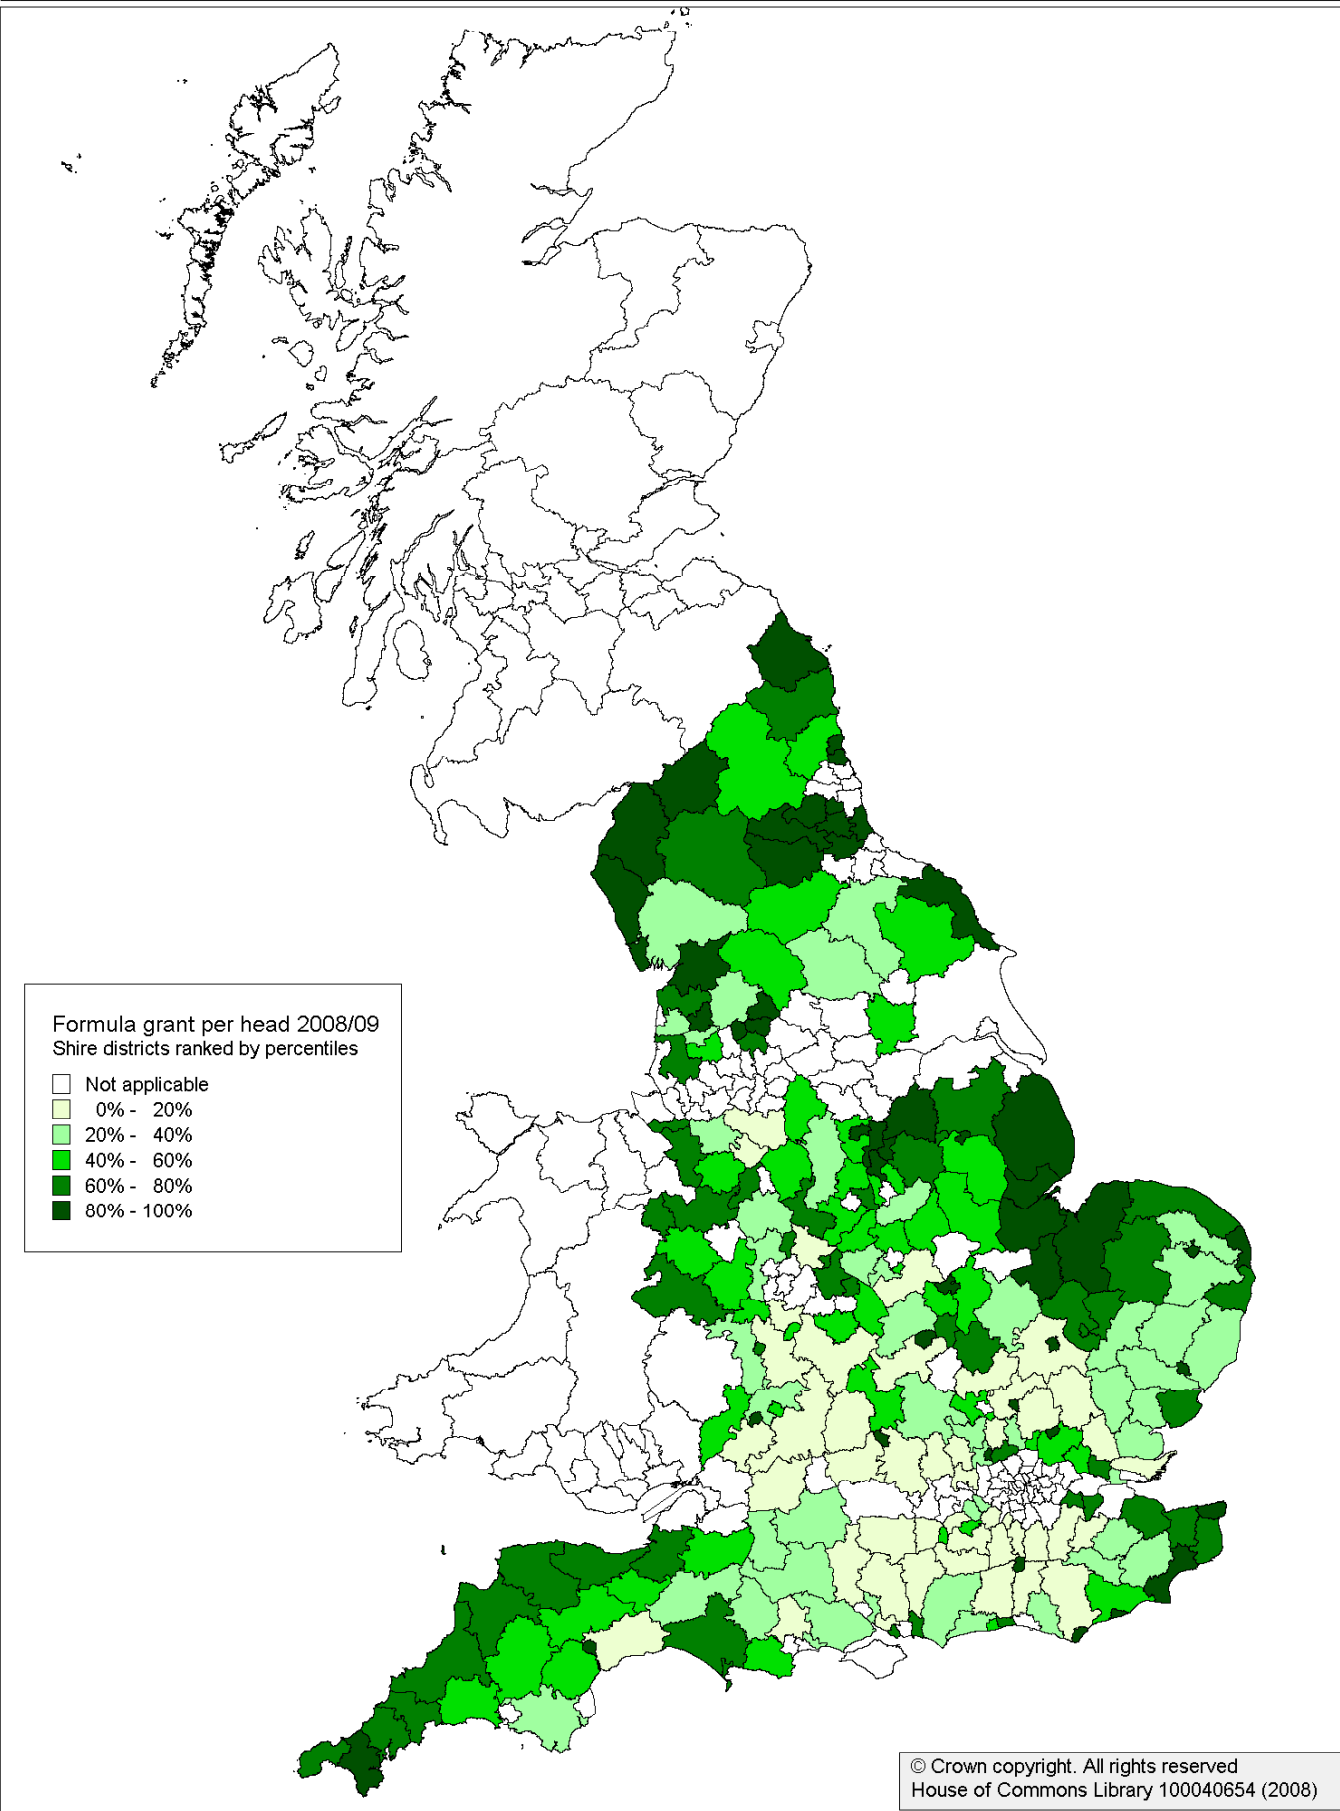 Formula grant per head 2008/09
Shire districts ranked by percentiles
Not applicable
0% - 20%
20% - 40%
40% - 60%
60% - 80%
80% - 100%
© Crown copyright. All rights reserved
House of Commons Library 100040654 (2008)